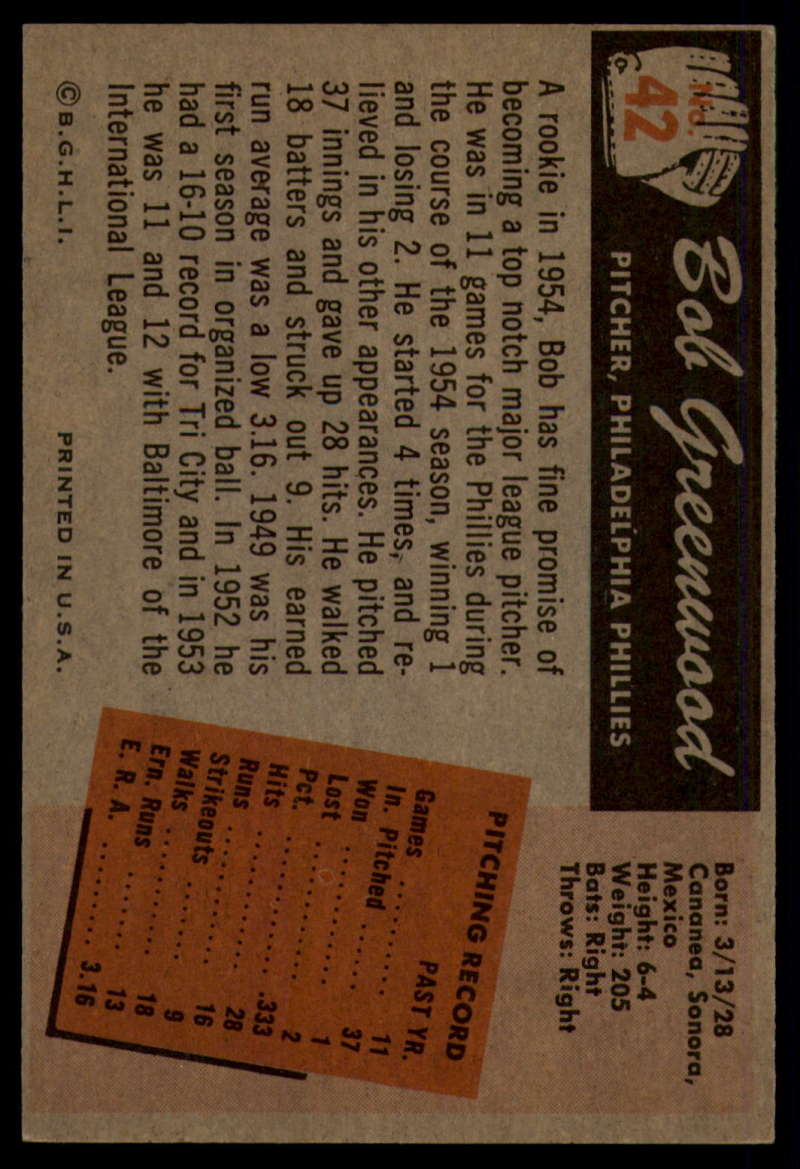 No.
42
Bob Greenwood
PITCHER, PHILADELPHIA PHILLIES
Born: 3/13/28
Cananea, Sonora,
Mexico
Height: 6-4
Weight: 205
Bats: Right
Throws: Right
A rookie in 1954, Bob has fine promise of
becoming a top notch major league pitcher.
He was in 11 games for the Phillies during
the course of the 1954 season, winning 1
and losing 2. He started 4 times, and re-
lieved in his other appearances. He pitched
37 innings and gave up 28 hits. He walked
18 batters and struck out 9. His earned
run average was a low 3.16. 1949 was his
first season in organized ball. In 1952 he
had a 16-10 record for Tri City and in 1953
he was 11 and 12 with Baltimore of the
International League.
PITCHING RECORD
PAST YR.
Games . . . . . . . . . 11
In. Pitched . . . . . 37
Won . . . . . . . . . . . 1
Lost . . . . . . . . . . . 2
Pct. . . . . . . . . . . .333
Hits . . . . . . . . . . . 28
Runs . . . . . . . . . . 16
Strikeouts . . . . . . 9
Walks . . . . . . . . . 18
Ern. Runs . . . . . . 13
E. R. A. . . . . . . . . 3.16
© B.G.H.L.I.
PRINTED IN U.S.A.